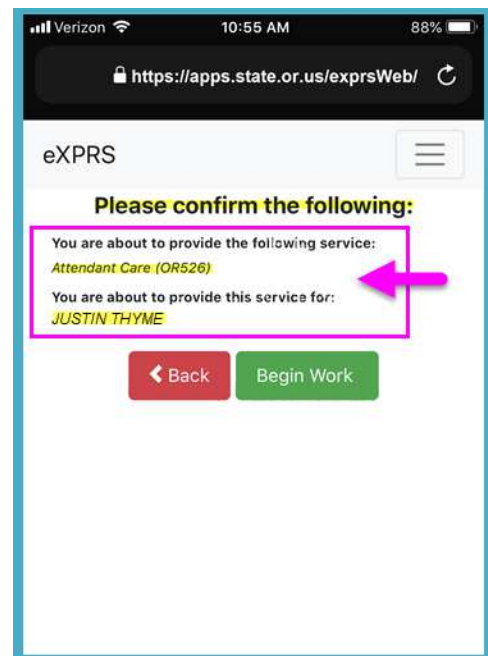 Verizon 10:55 AM 88%
https://apps.state.or.us/exprsWeb/
eXPRS
Please confirm the following:
You are about to provide the following service:
Attendant Care (OR526)
You are about to provide this service for:
JUSTIN THYME
Back Begin Work